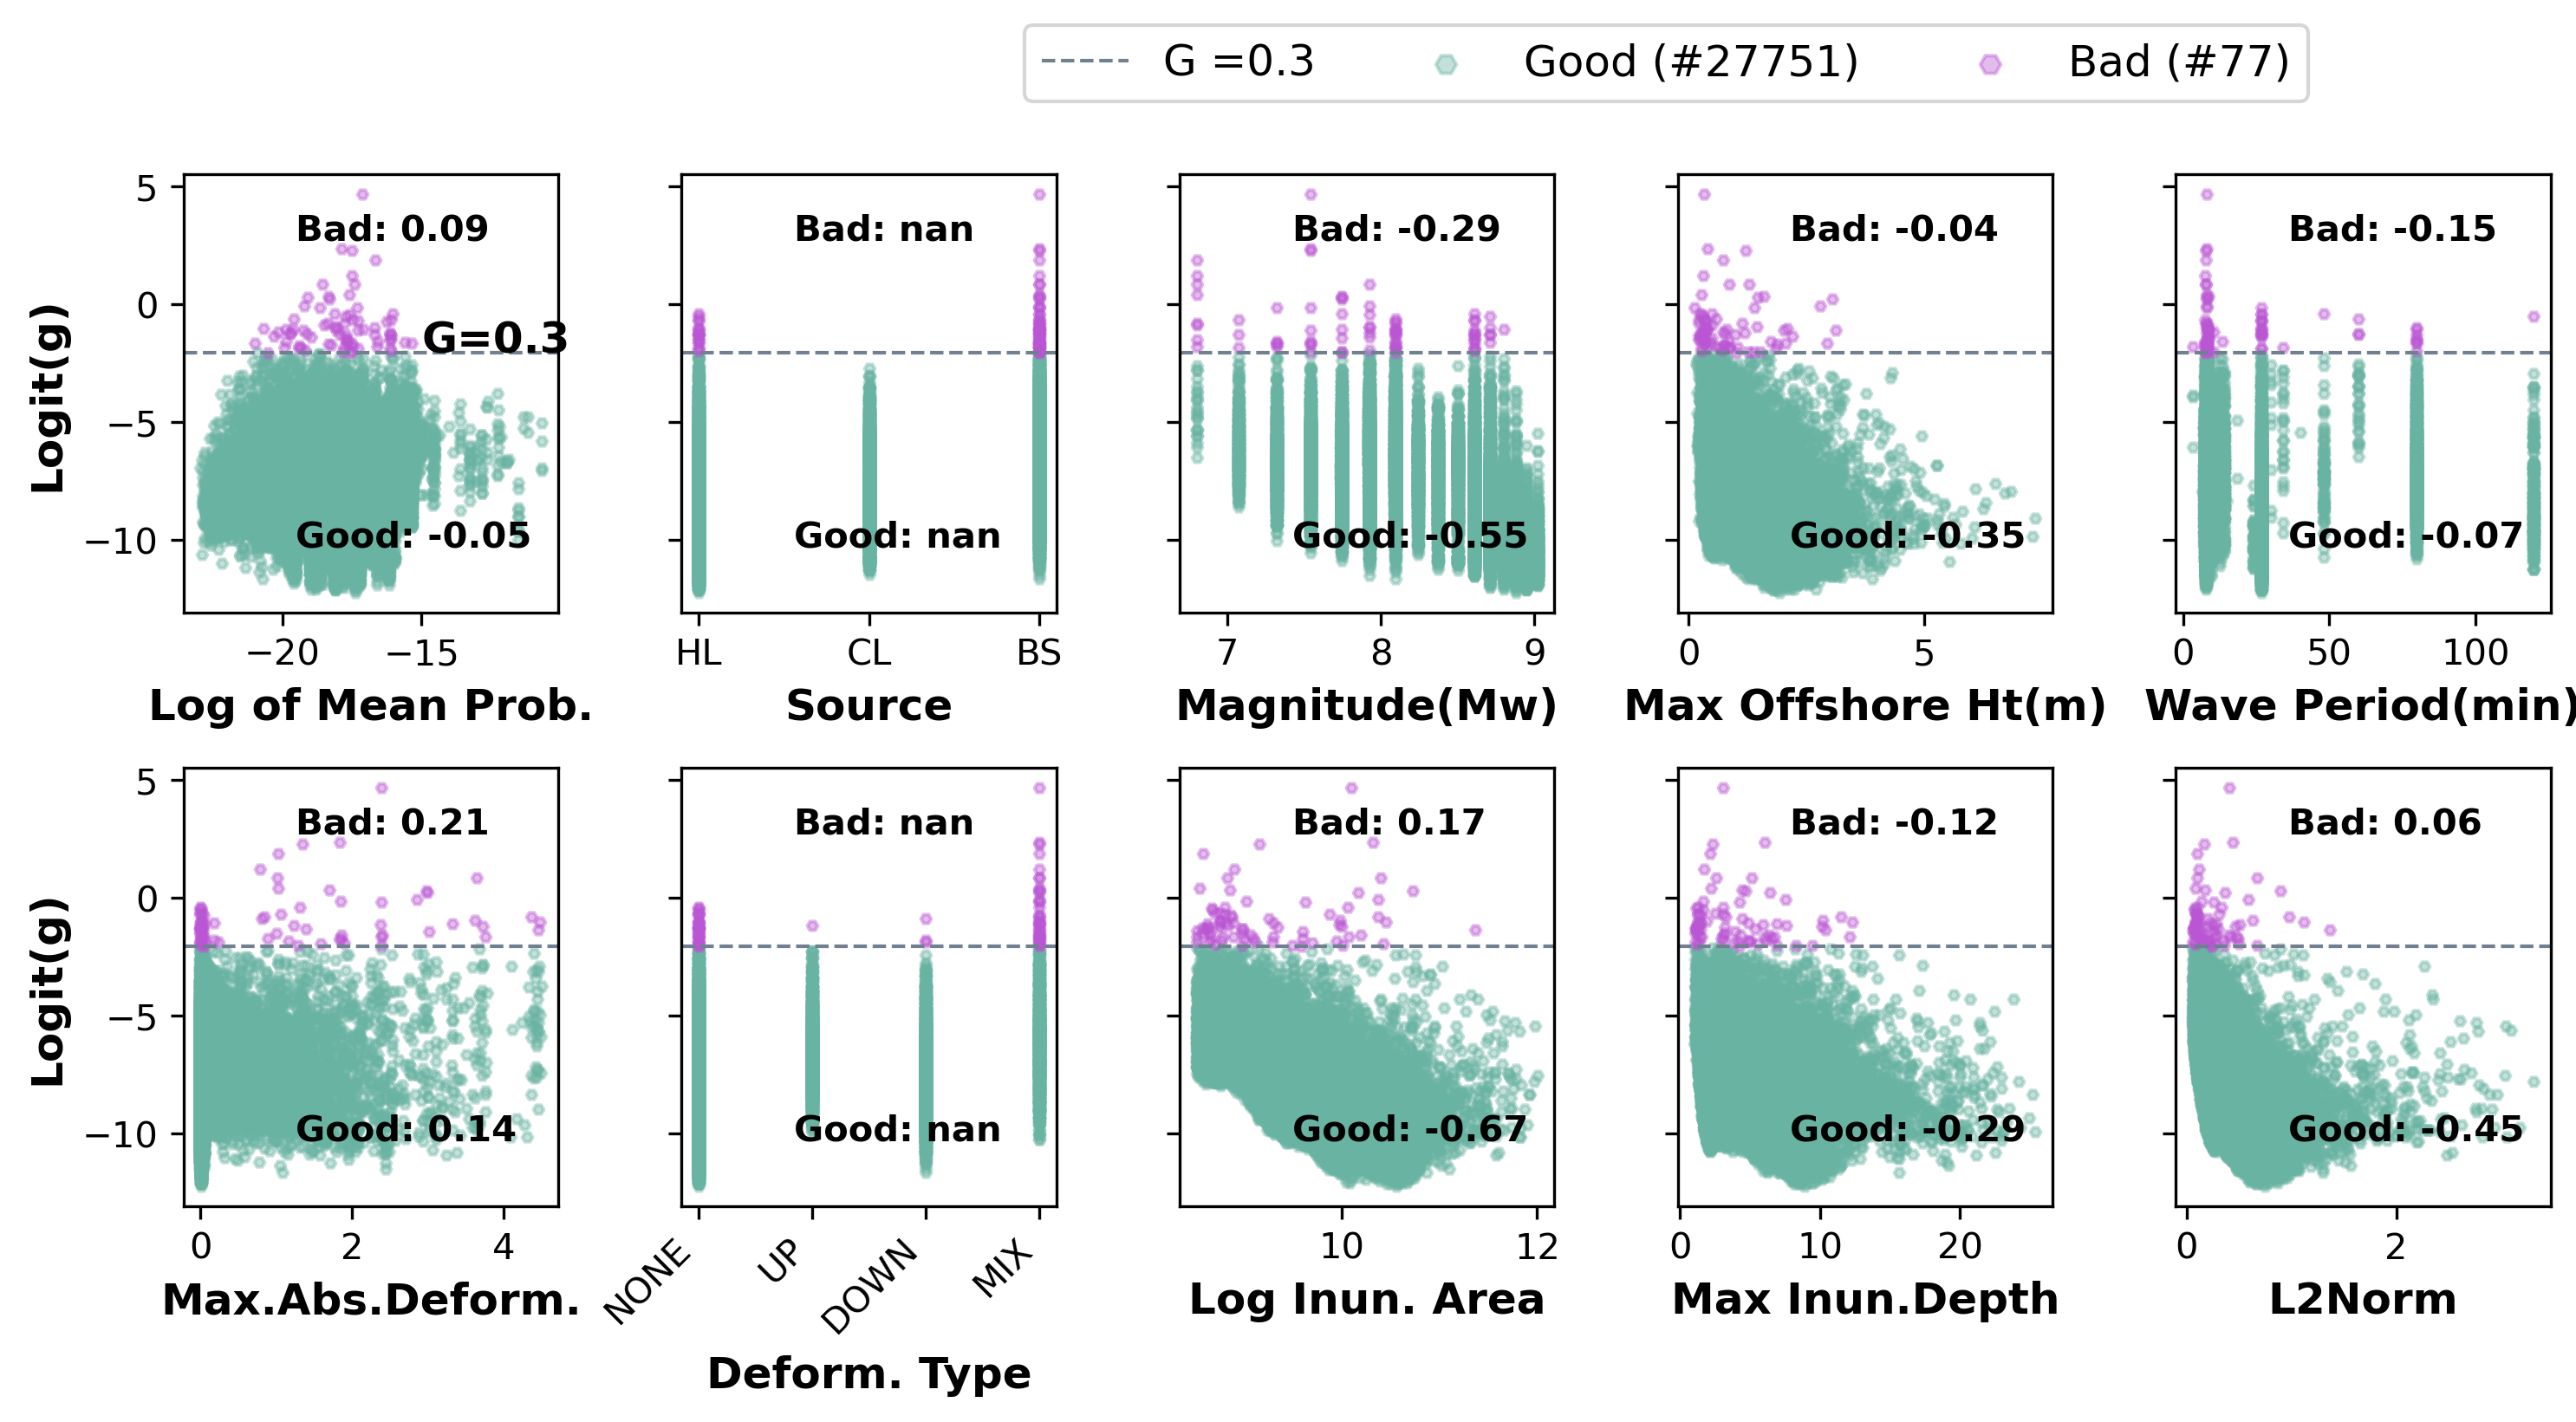 G =0.3 Good (#27751) Bad (#77)
5 0 −5 −10
Logit(g)
Bad: 0.09
G=0.3
Good: -0.05
−20 −15
Log of Mean Prob.
Bad: nan
Good: nan
HL CL BS
Source
Bad: -0.29
Good: -0.55
7 8 9
Magnitude(Mw)
Bad: -0.04
Good: -0.35
0 5
Max Offshore Ht(m)
Bad: -0.15
Good: -0.07
0 50 100
Wave Period(min)
5 0 −5 −10
Logit(g)
Bad: 0.21
Good: 0.14
0 2 4
Max.Abs.Deform.
Bad: nan
Good: nan
NONE UP DOWN MIX
Deform. Type
Bad: 0.17
Good: -0.67
10 12
Log Inun. Area
Bad: -0.12
Good: -0.29
0 10 20
Max Inun.Depth
Bad: 0.06
Good: -0.45
0 2
L2Norm